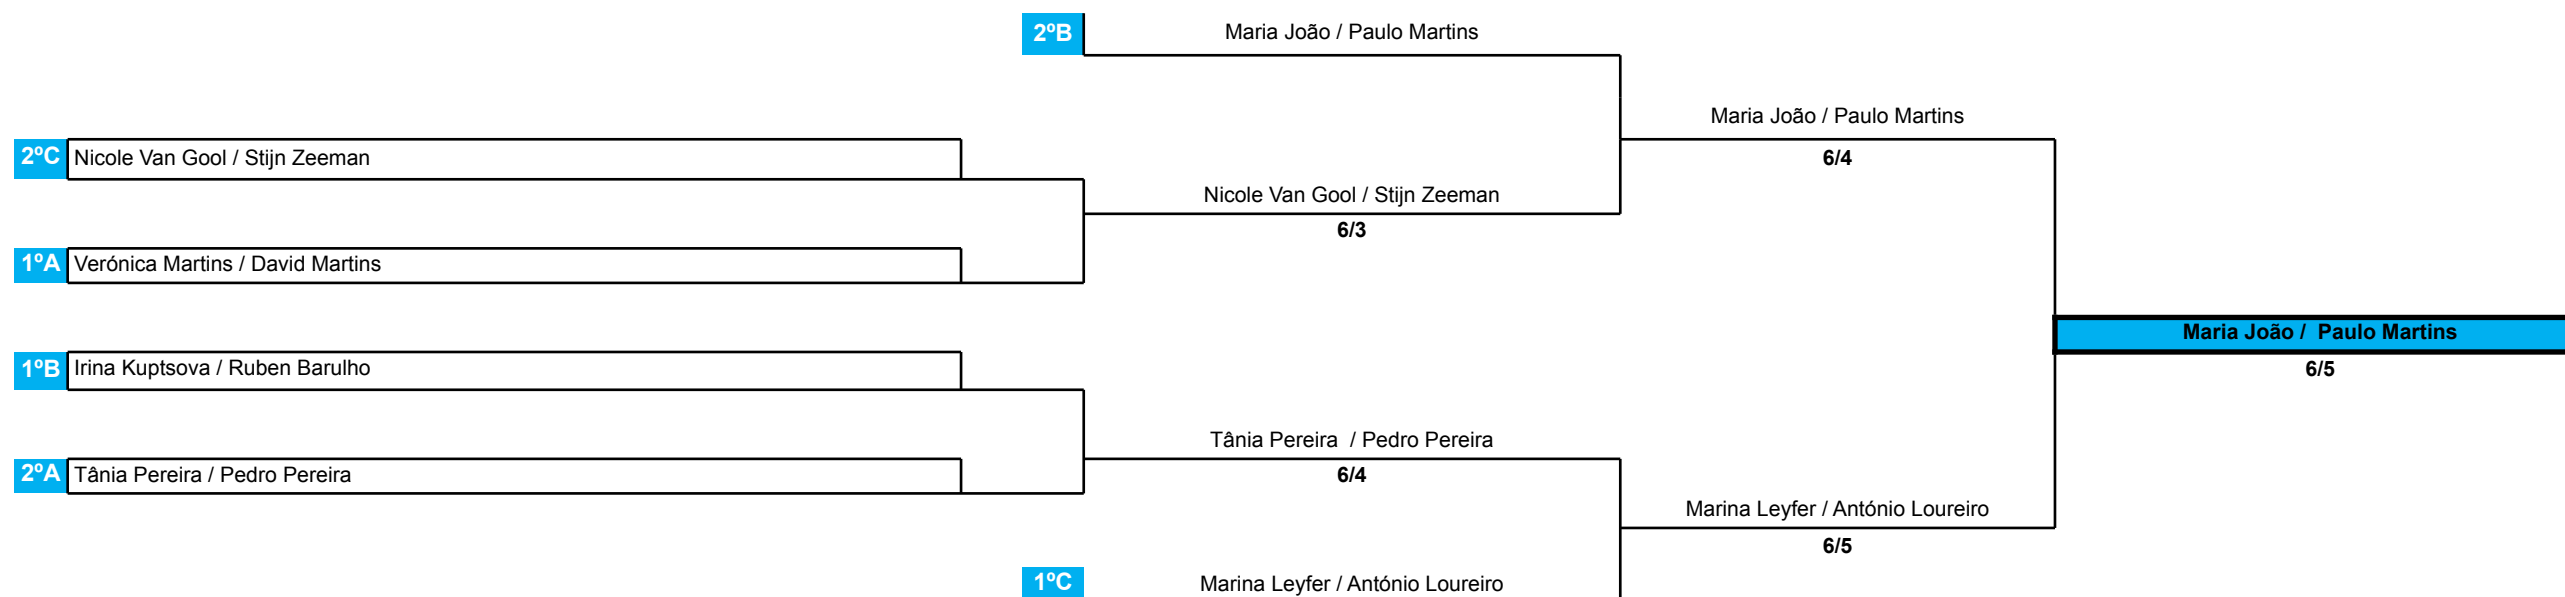 2ºB Maria João / Paulo Martins
Maria João / Paulo Martins
6/4
2ºC Nicole Van Gool / Stijn Zeeman
Nicole Van Gool / Stijn Zeeman
6/3
1ºA Verónica Martins / David Martins
Maria João / Paulo Martins
6/5
1ºB Irina Kuptsova / Ruben Barulho
Tânia Pereira / Pedro Pereira
6/4
2ºA Tânia Pereira / Pedro Pereira
Marina Leyfer / António Loureiro
6/5
1ºC Marina Leyfer / António Loureiro